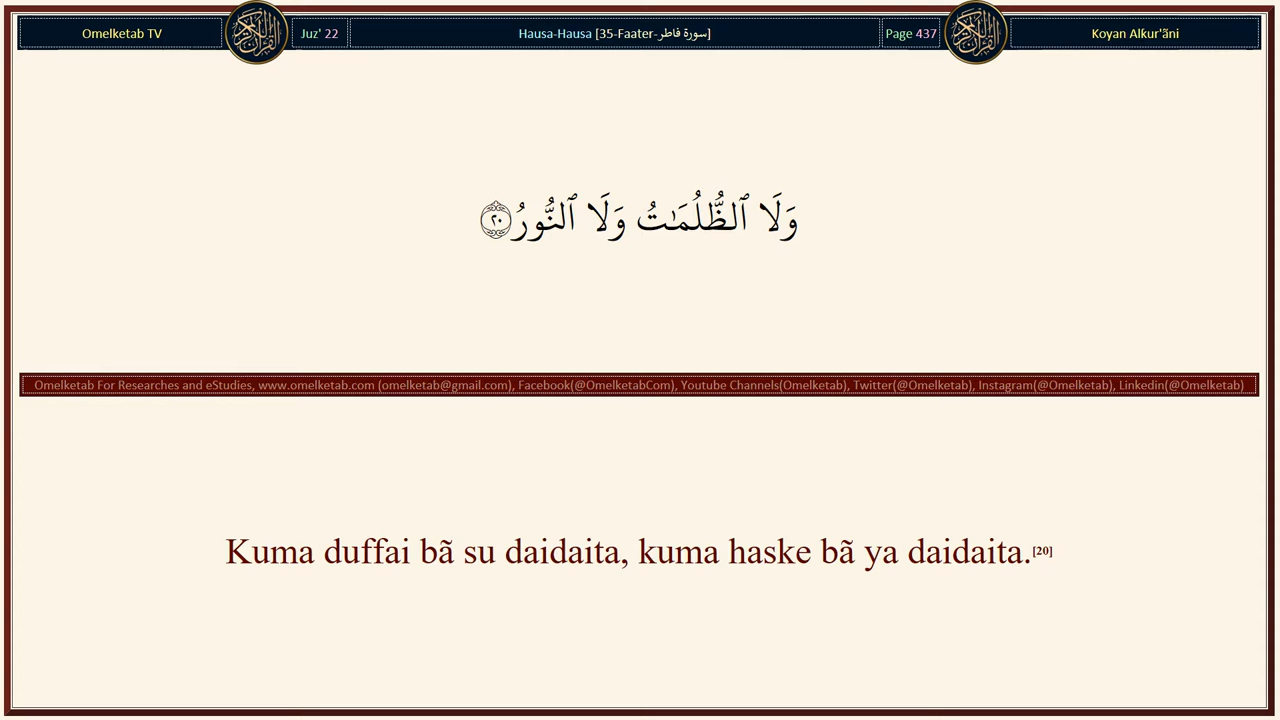 Omelketab TV
Juz' 22
Hausa-Hausa [35-Faater-سورة فاطر]
Page 437
Koyan Alƙur'ãni
وَلَا ٱلظُّلُمَٰتُ وَلَا ٱلنُّورُ ٢٠
Omelketab For Researches and eStudies, www.omelketab.com (omelketab@gmail.com), Facebook(@OmelketabCom), Youtube Channels(Omelketab), Twitter(@Omelketab), Instagram(@Omelketab), Linkedin(@Omelketab)
Kuma duffai bã su daidaita, kuma haske bã ya daidaita.[20]